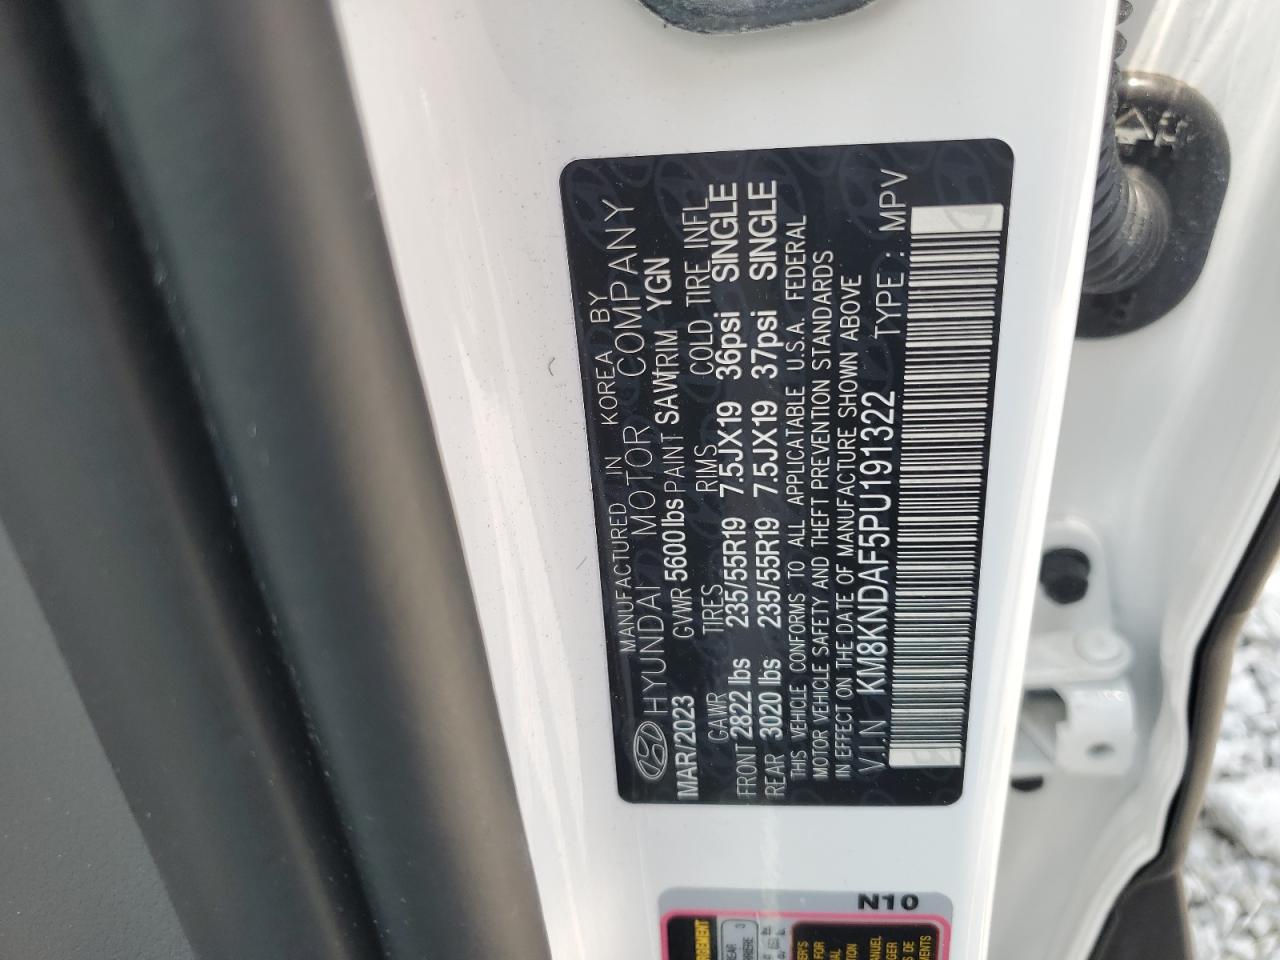 MANUFACTURED IN KOREA BY
HYUNDAI MOTOR COMPANY
MAR/2023 GVWR 5600lbs PAINT SAW TRIM YGN
GAWR TIRES RIMS COLD TIRE INFL
FRONT 2822 lbs 235/55R19 7.5JX19 36psi SINGLE
REAR 3020 lbs 235/55R19 7.5JX19 37psi SINGLE
THIS VEHICLE CONFORMS TO ALL APPLICATABLE U.S.A. FEDERAL
MOTOR VEHICLE SAFETY AND THEFT PREVENTION STANDARDS
IN EFFECT ON THE DATE OF MANUFACTURE SHOWN ABOVE
V.I.N KM8KNDAF5PU191322 TYPE : MPV
N10